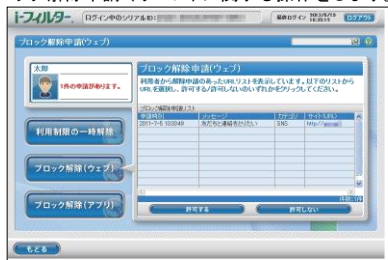 i-フィルター。 ログイン中のシリアルID:
ログアウト
ブロック解除申請(ウェブ)
太郎
1件の申請があります。
利用制限の一時解除
ブロック解除(ウェブ)
ブロック解除(アプリ)
ブロック解除申請(ウェブ)
利用者から解除申請のあったURLリストを表示しています。以下のリストから
URLを選択し、許可する/許可しないのいずれかをクリックしてください。
ブロック解除申請リスト
申請時刻 メッセージ カテゴリ サイト(URL)
友だちと連絡をとりたい SNS http://
件数:1件
許可する 許可しない
もどる